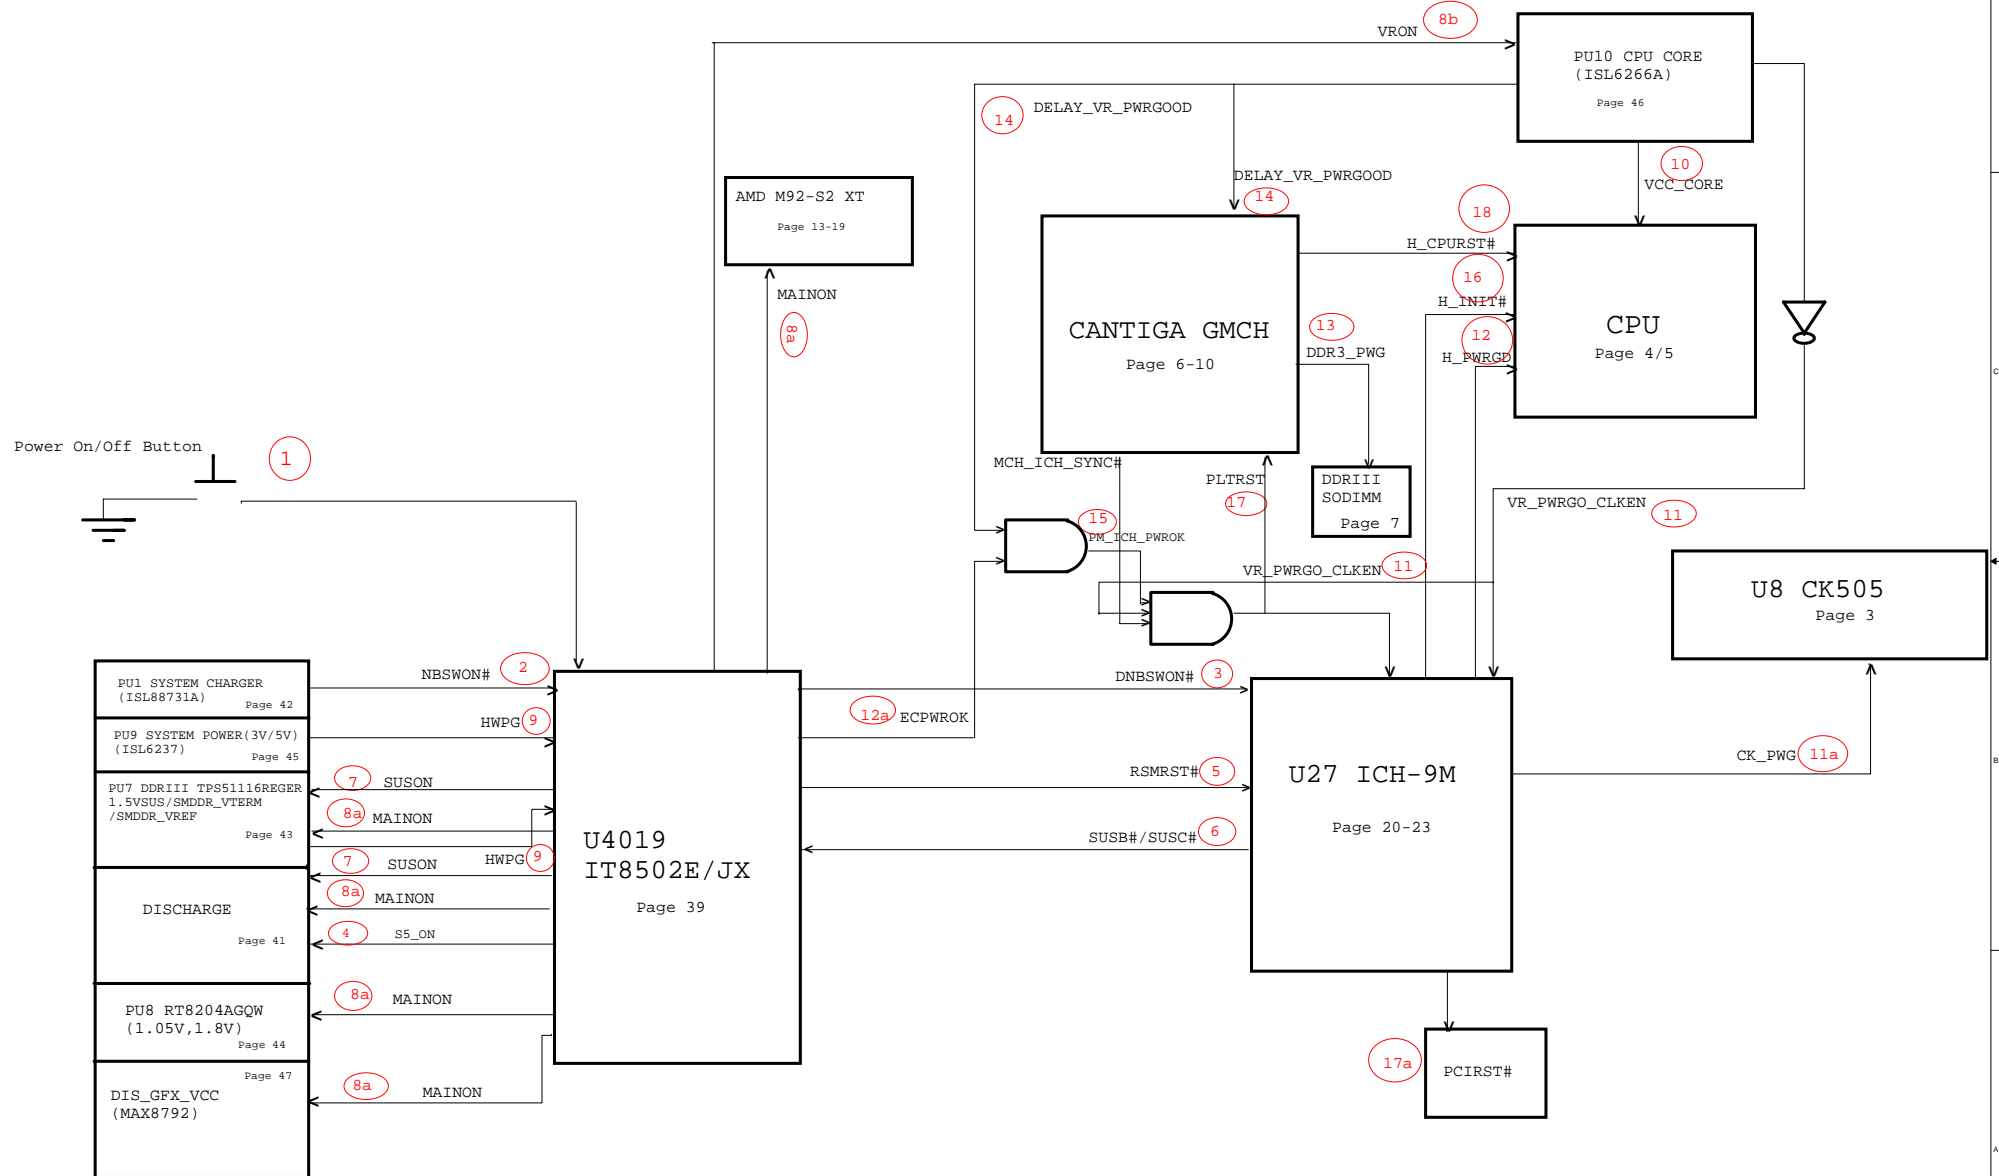 VRON 8b
PU10 CPU CORE
(ISL6266A)
Page 46
14 DELAY_VR_PWRGOOD
DELAY_VR_PWRGOOD
14
10
VCC_CORE
AMD M92-S2 XT
Page 13-19
MAINON
8a
18
H_CPURST#
16
H_INIT#
12
H_PWRGD
CANTIGA GMCH
Page 6-10
13
DDR3_PWG
CPU
Page 4/5
C
Power On/Off Button
1
MCH_ICH_SYNC#
PLTRST
17
DDRIII
SODIMM
Page 7
VR_PWRGO_CLKEN
11
15
PM_ICH_PWROK
VR_PWRGO_CLKEN 11
U8 CK505
Page 3
PU1 SYSTEM CHARGER
(ISL88731A)
Page 42
NBSWON# 2
DNBSWON# 3
PU9 SYSTEM POWER(3V/5V)
(ISL6237)
Page 45
HWPG 9
12a ECPWROK
CK_PWG 11a
B
PU7 DDRIII TPS51116REGER
1.5VSUS/SMDDR_VTERM
/SMDDR_VREF
Page 43
7 SUSON
8a MAINON
RSMRST# 5
U27 ICH-9M
Page 20-23
SUSB#/SUSC# 6
U4019
IT8502E/JX
Page 39
7 SUSON
HWPG 9
8a MAINON
DISCHARGE
Page 41
4 S5_ON
PU8 RT8204AGQW
(1.05V,1.8V)
Page 44
8a MAINON
Page 47
DIS_GFX_VCC
(MAX8792)
8a MAINON
17a
PCIRST#
A